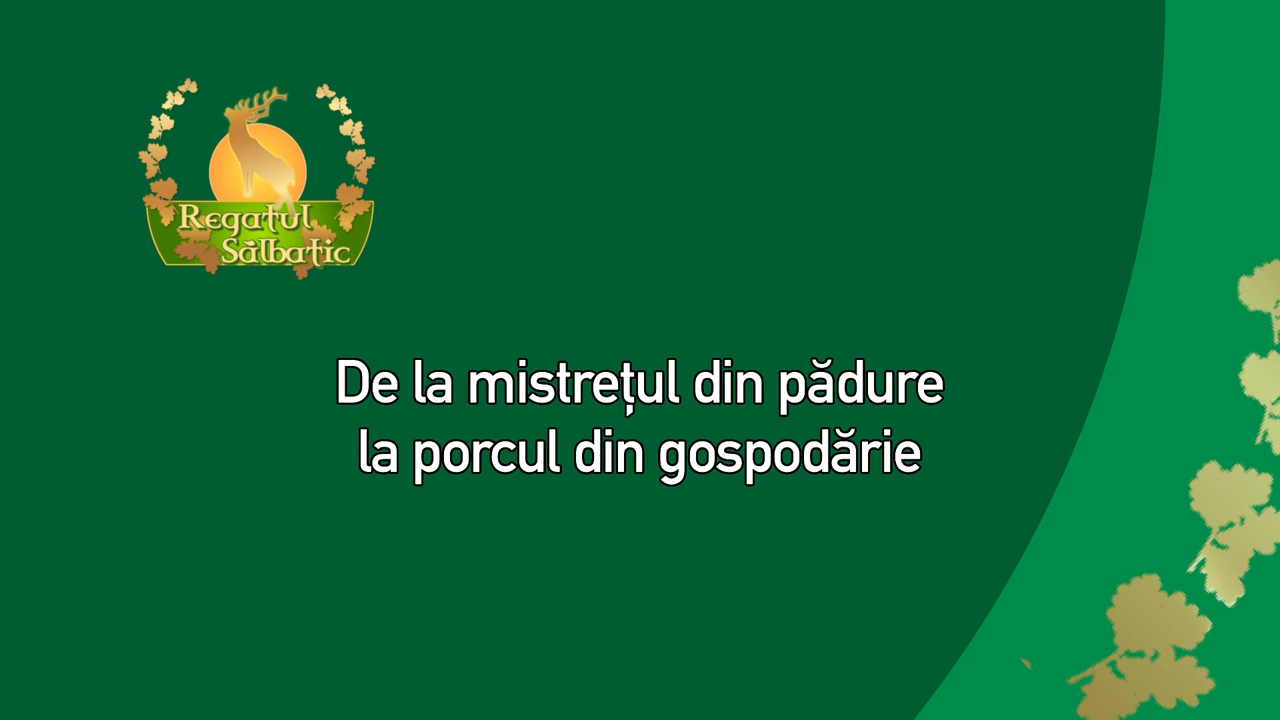 Regatul
Sălbatic
De la mistrețul din pădure
la porcul din gospodărie